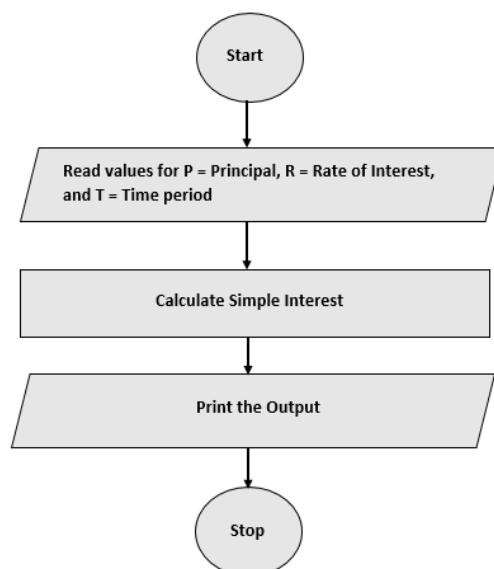 Start
Read values for P = Principal, R = Rate of Interest,
and T = Time period
Calculate Simple Interest
Print the Output
Stop